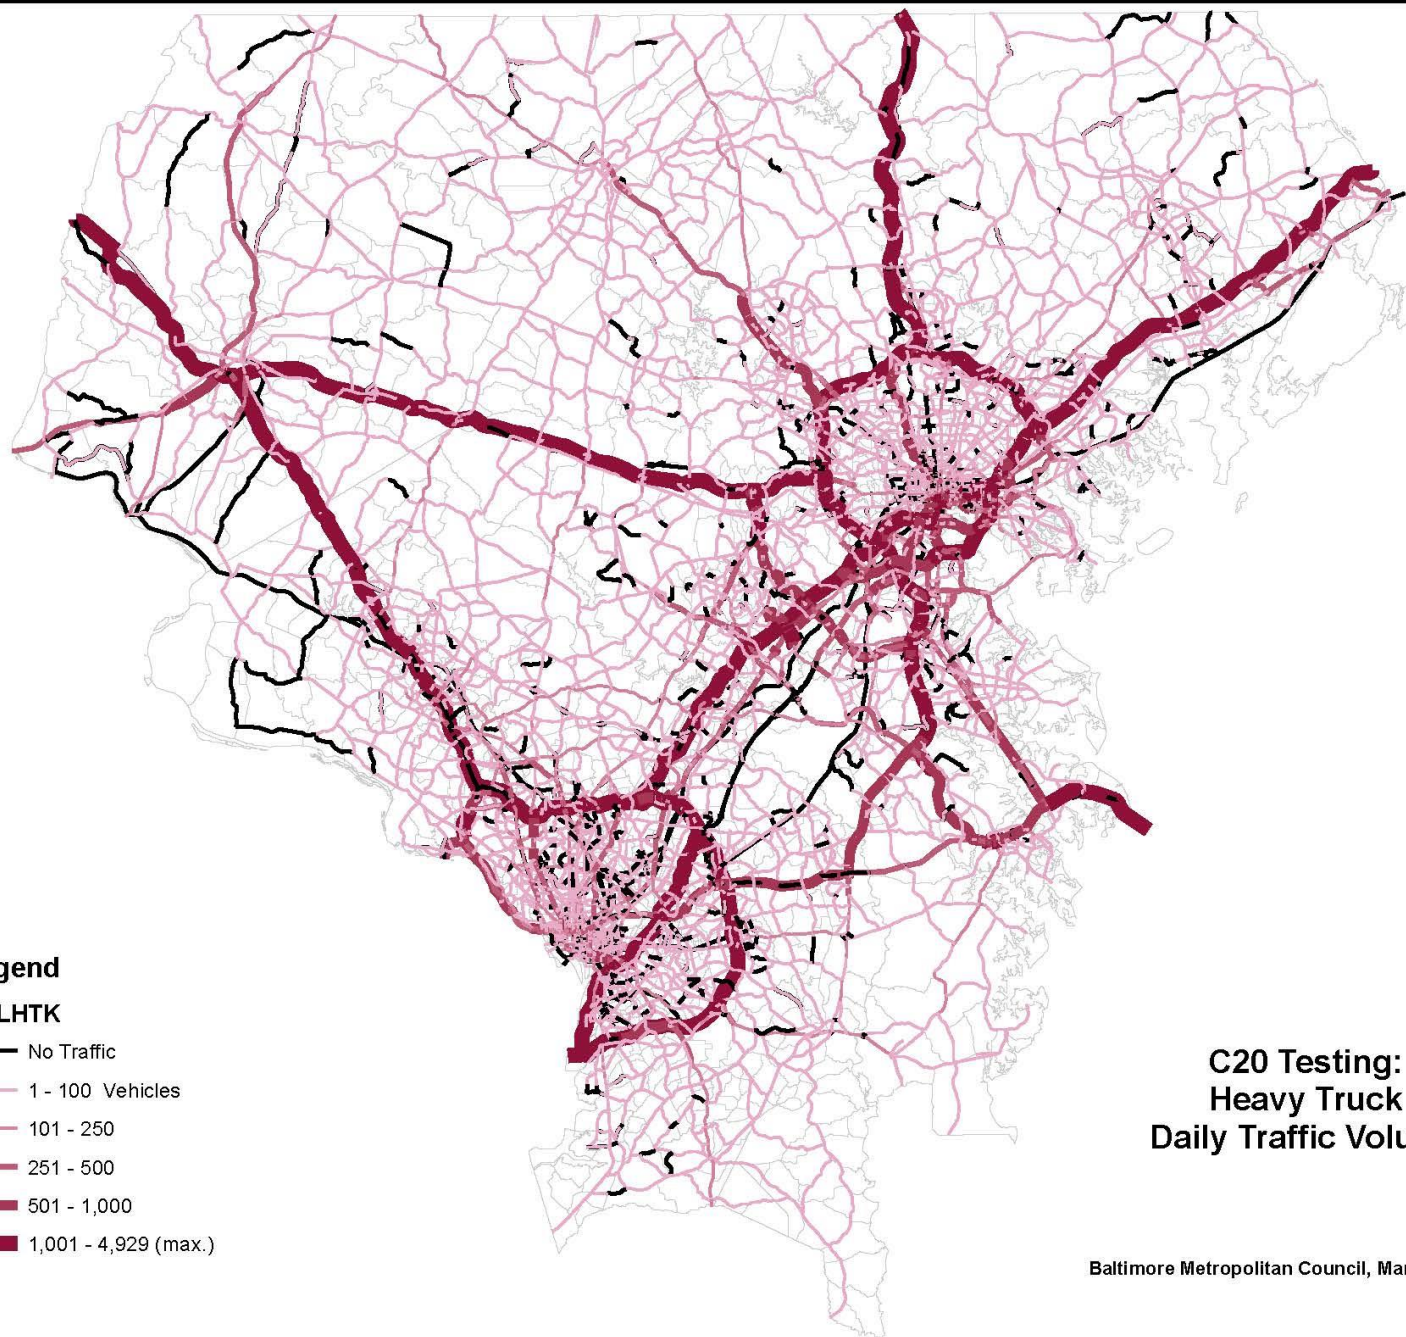 gend
LHTK
No Traffic
1 - 100 Vehicles
101 - 250
251 - 500
501 - 1,000
1,001 - 4,929 (max.)
C20 Testing:
Heavy Truck
Daily Traffic Volu
Baltimore Metropolitan Council, Mar